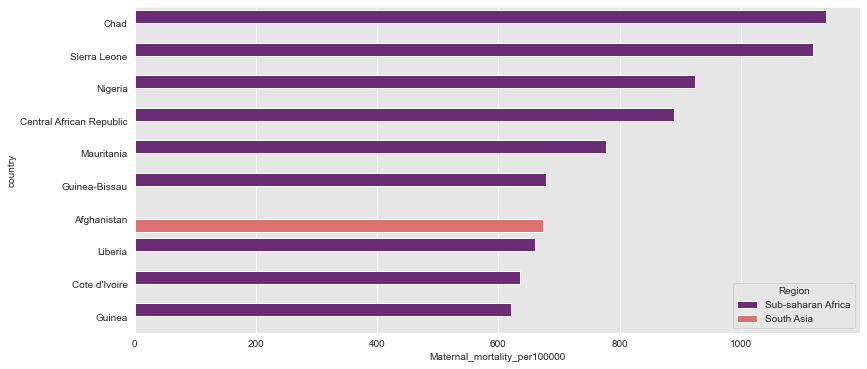 Chad
Sierra Leone
Nigeria
Central African Republic
Mauritania
Guinea-Bissau
Afghanistan
Liberia
Cote d'Ivoire
Guinea
country
0 200 400 600 800 1000
Maternal_mortality_per100000
Region
Sub-saharan Africa
South Asia